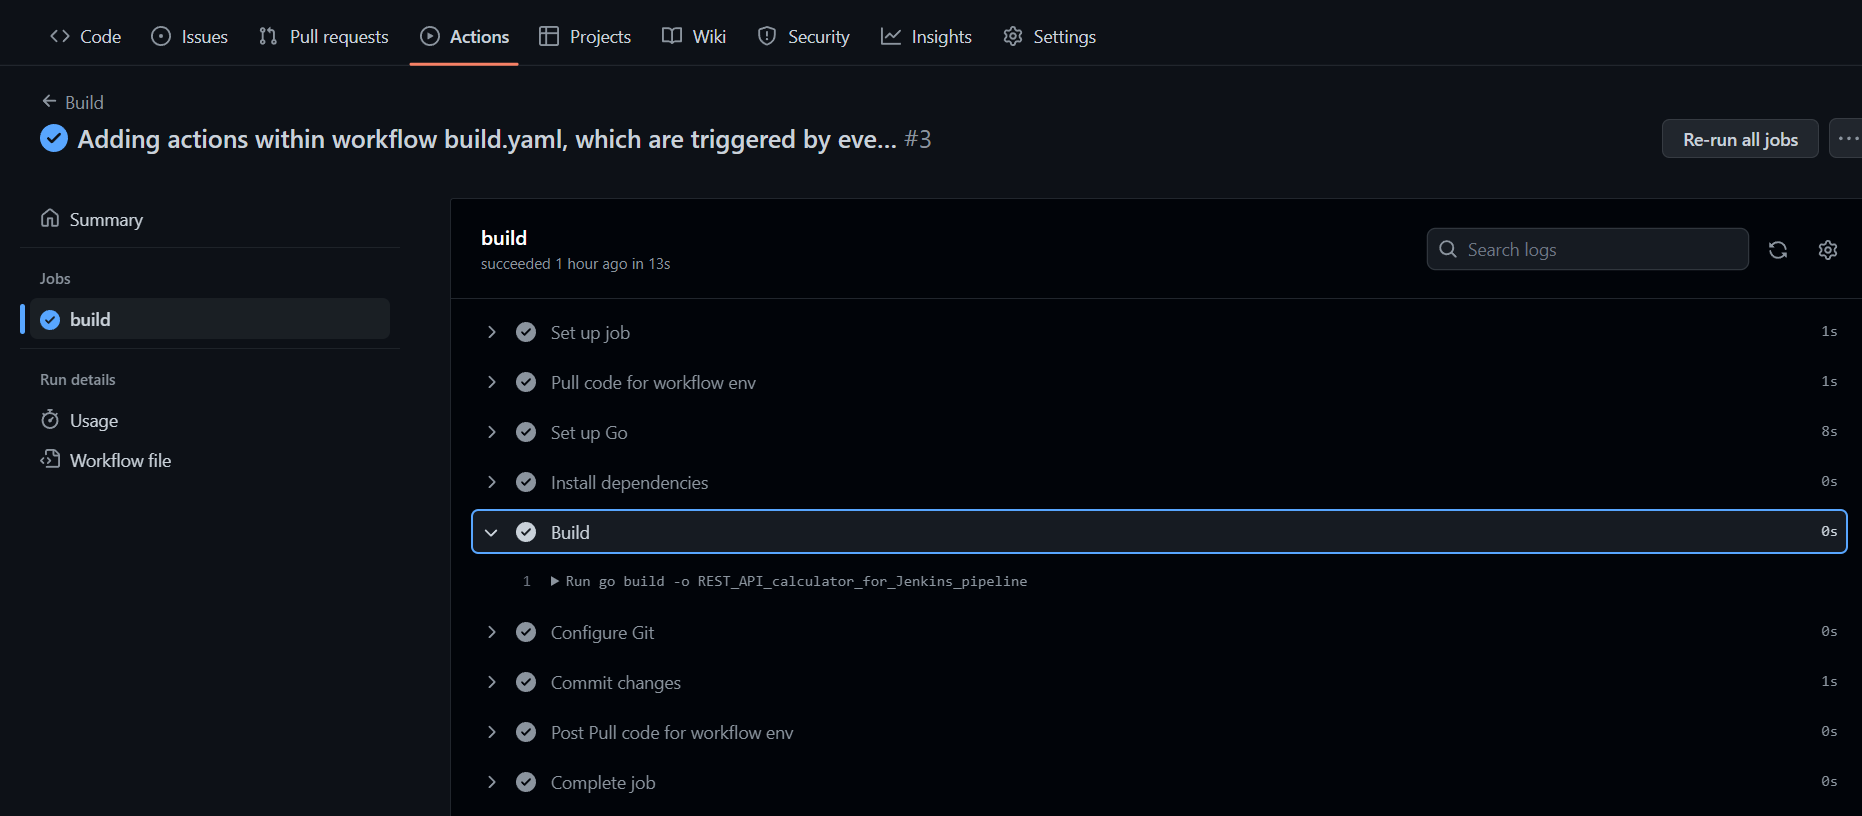 Code Issues Pull requests Actions Projects Wiki Security Insights Settings
Build
Adding actions within workflow build.yaml, which are triggered by eve... #3
Re-run all jobs
Summary
Jobs
build
Run details
Usage
Workflow file
build
succeeded 1 hour ago in 13s
Search logs
Set up job 1s
Pull code for workflow env 1s
Set up Go 8s
Install dependencies 0s
Build 0s
1 Run go build -o REST_API_calculator_for_Jenkins_pipeline
Configure Git 0s
Commit changes 1s
Post Pull code for workflow env 0s
Complete job 0s